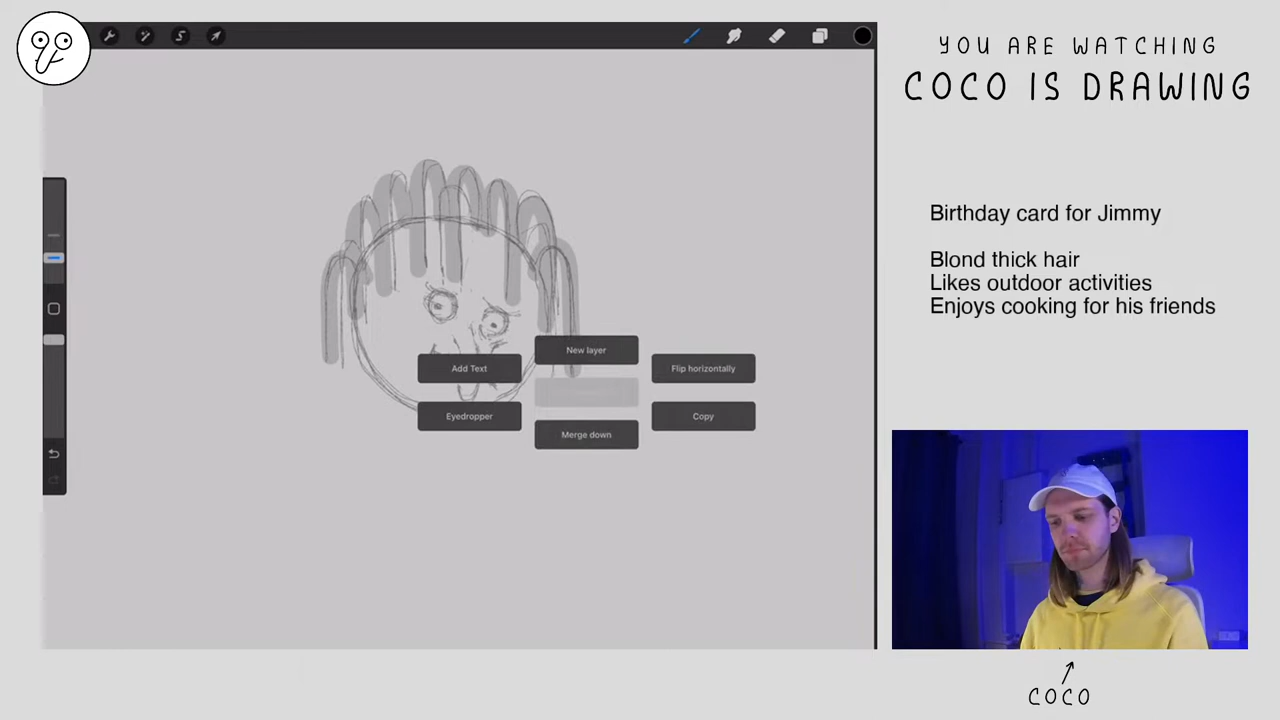 YOU ARE WATCHING
COCO IS DRAWING
Birthday card for Jimmy
Blond thick hair
Likes outdoor activities
Enjoys cooking for his friends
New layer
Add Text
Flip horizontally
Eyedropper
Copy
Merge down
COCO